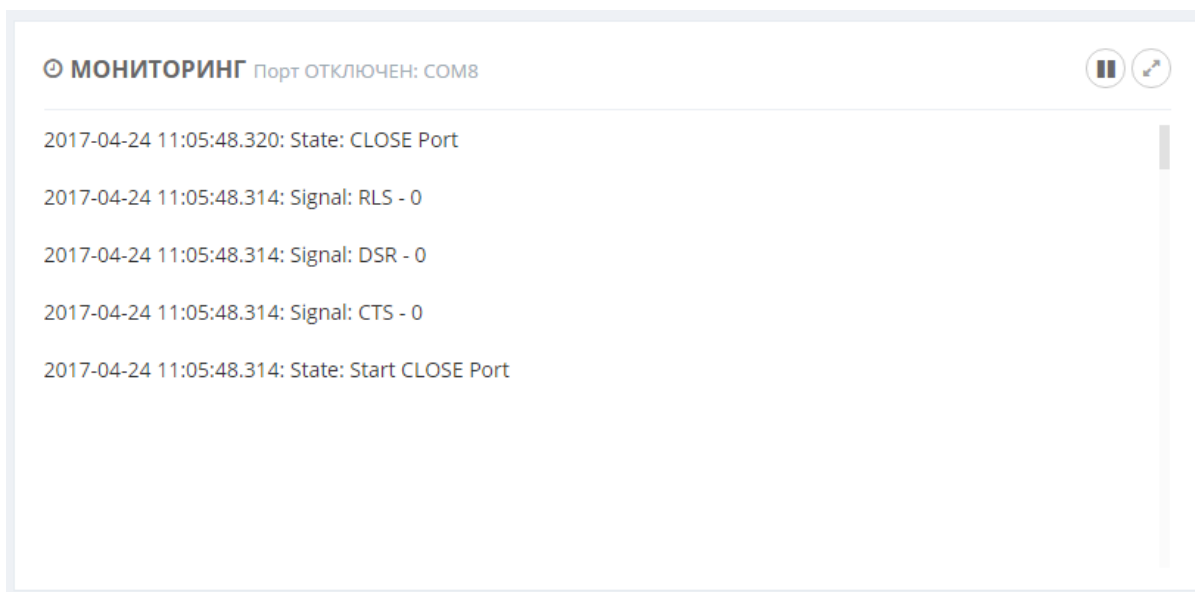 МОНИТОРИНГ Порт ОТКЛЮЧЕН: COM8
2017-04-24 11:05:48.320: State: CLOSE Port
2017-04-24 11:05:48.314: Signal: RLS - 0
2017-04-24 11:05:48.314: Signal: DSR - 0
2017-04-24 11:05:48.314: Signal: CTS - 0
2017-04-24 11:05:48.314: State: Start CLOSE Port